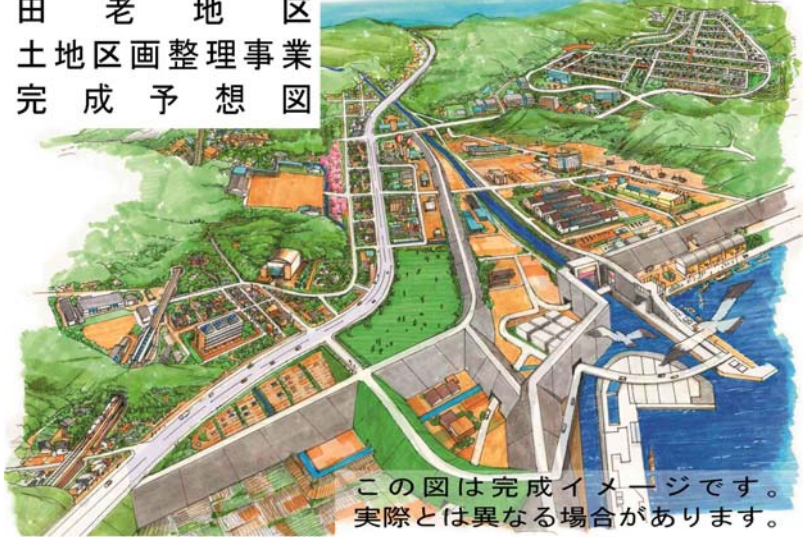 田老地区
土地区画整理事業
完成予想図
この図は完成イメージです。
実際とは異なる場合があります。